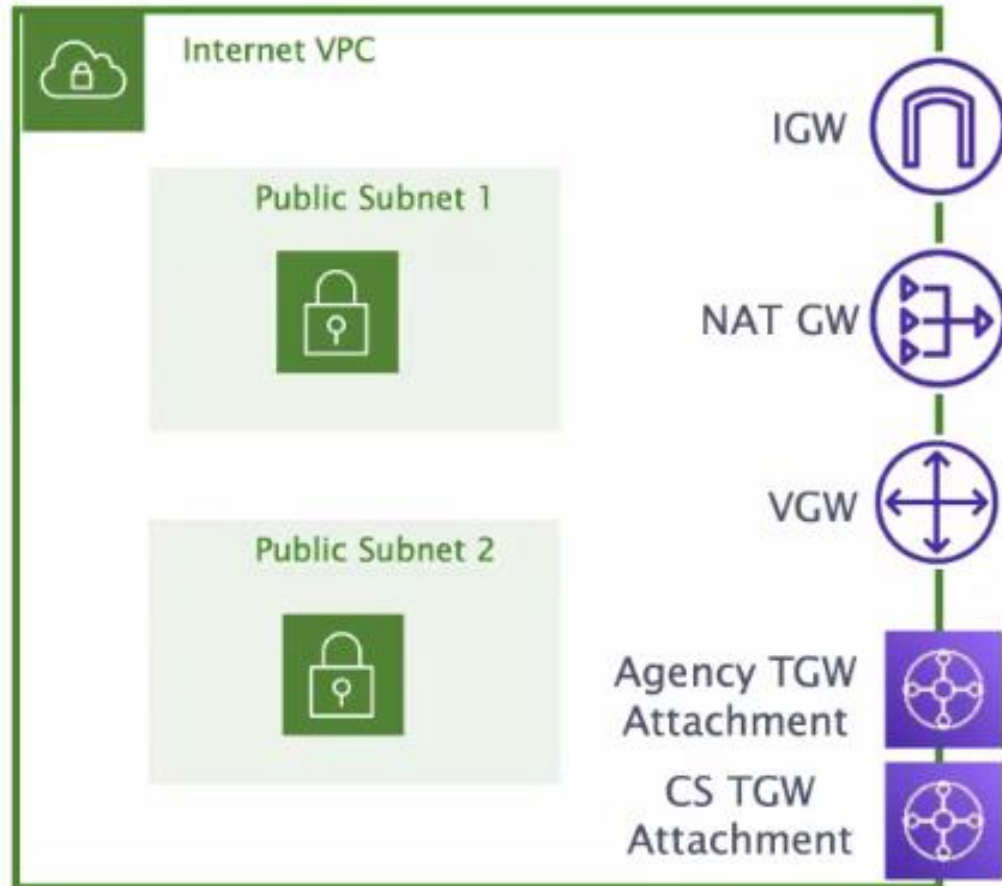 Internet VPC
IGW
Public Subnet 1
NAT GW
VGW
Public Subnet 2
Agency TGW
Attachment
CS TGW
Attachment